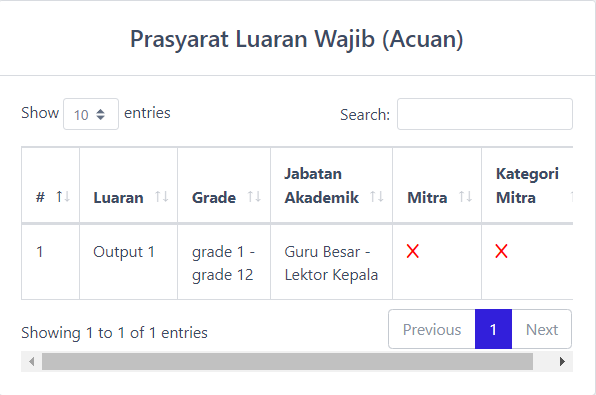 Prasyarat Luaran Wajib (Acuan)
Show 10 entries
Search:
# Luaran Grade Jabatan Akademik Mitra Kategori Mitra
1 Output 1 grade 1 - grade 12 Guru Besar - Lektor Kepala
Showing 1 to 1 of 1 entries
Previous 1 Next